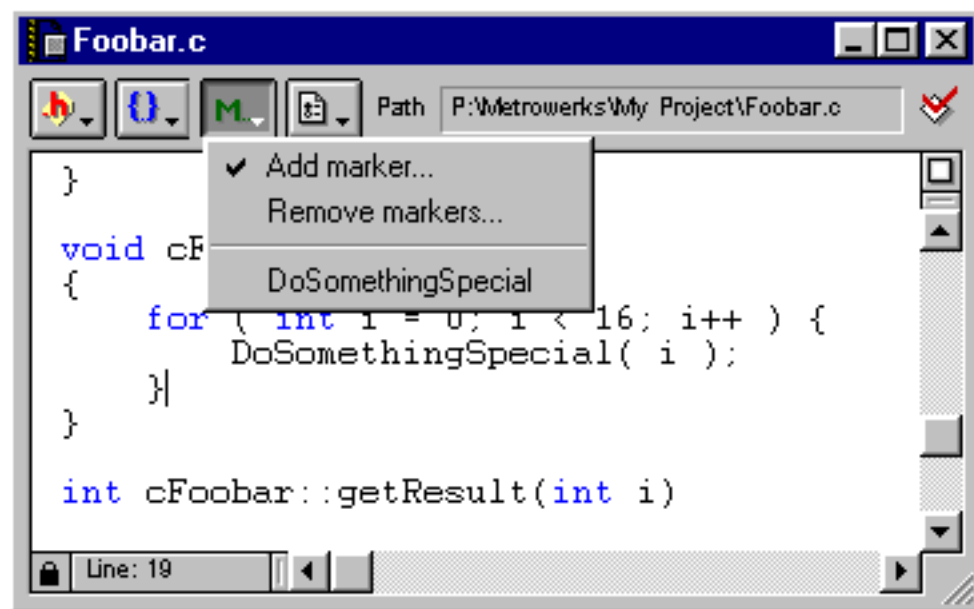 Foobar.c
h {} M.. Path P:\Metrowerks\My Project\Foobar.c
Add marker...
Remove markers...
DoSomethingSpecial
}
void cF
{
for ( int i = 0; i < 16; i++ ) {
DoSomethingSpecial( i );
}
}
int cFoobar::getResult(int i)
Line: 19